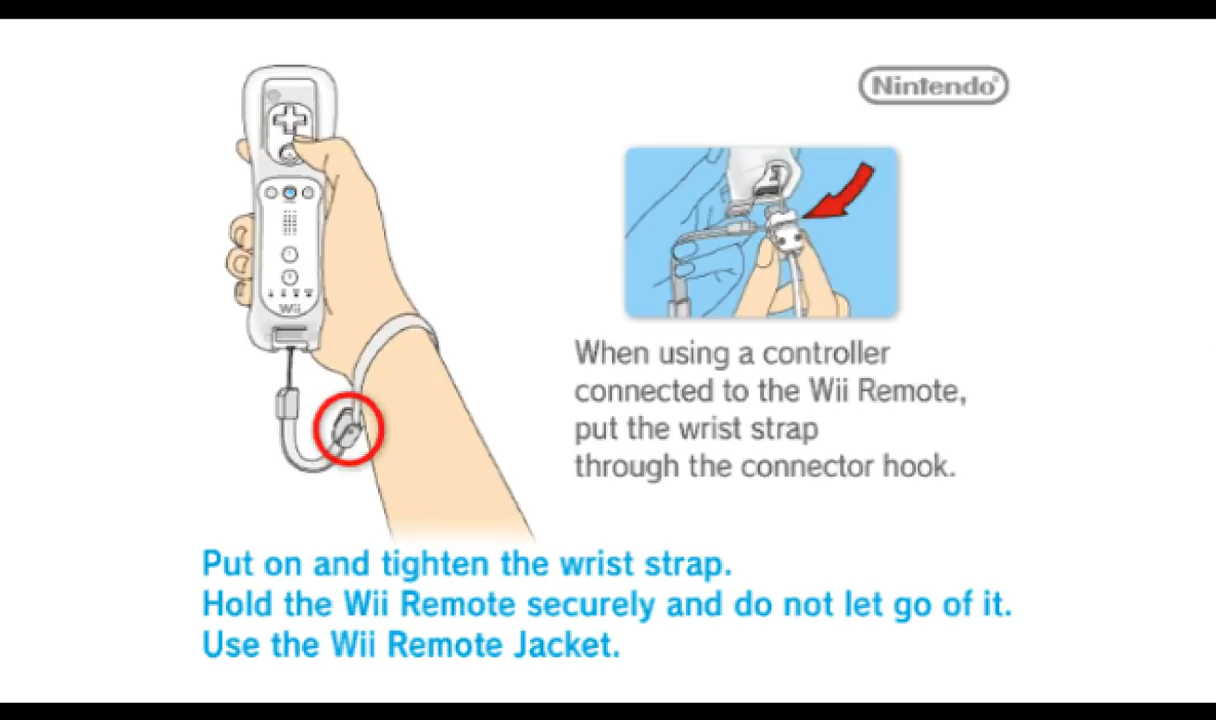 Nintendo®
Wii
When using a controller
connected to the Wii Remote,
put the wrist strap
through the connector hook.
Put on and tighten the wrist strap.
Hold the Wii Remote securely and do not let go of it.
Use the Wii Remote Jacket.